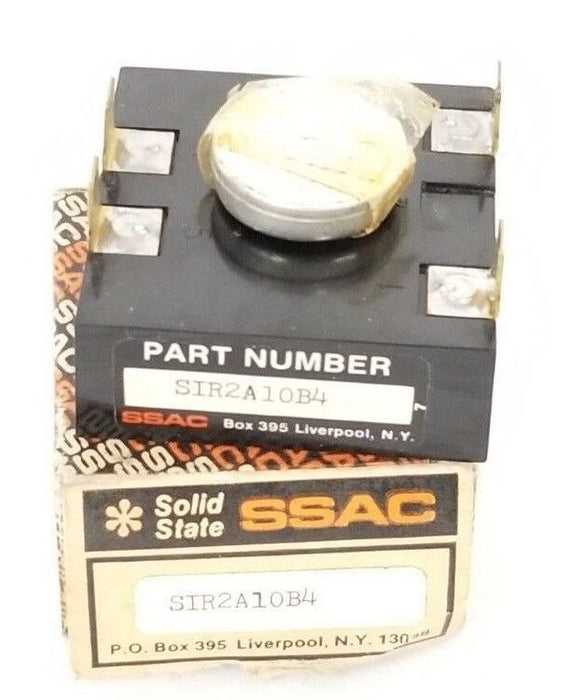 PART NUMBER
SIR2A10B4
SSAC Box 395 Liverpool, N.Y.
Solid
State SSAC
SIR2A10B4
P.O. Box 395 Liverpool, N.Y.